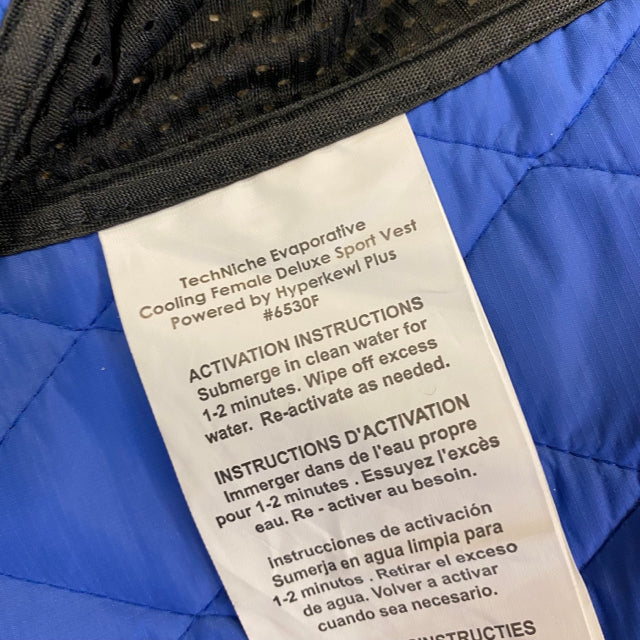 TechNiche Evaporative
Cooling Female Deluxe Sport Vest
Powered by Hyperkewl Plus
#6530F
ACTIVATION INSTRUCTIONS
Submerge in clean water for
1-2 minutes. Wipe off excess
water. Re-activate as needed.
INSTRUCTIONS D'ACTIVATION
Immerger dans de l'eau propre
pour 1-2 minutes . Essuyez l'excès
eau. Re - activer au besoin.
Instrucciones de activación
Sumerja en agua limpia para
1-2 minutos . Retirar el exceso
de agua. Volver a activar
cuando sea necesario.
INSTRUCTIES